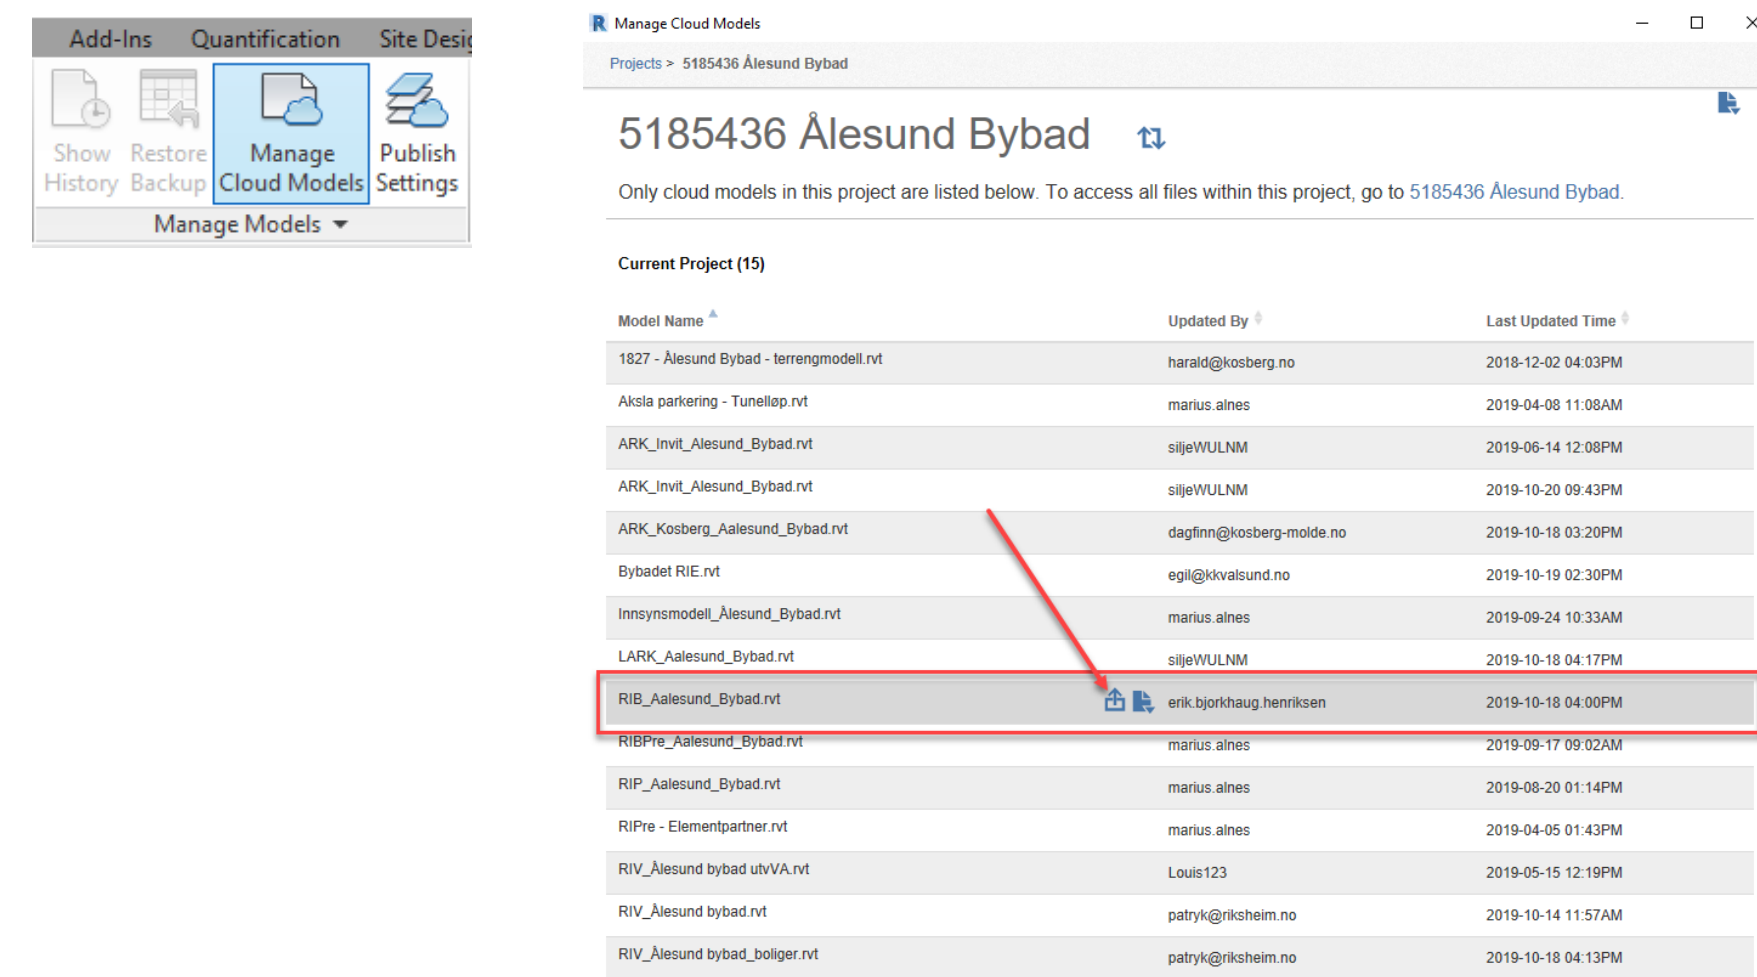 Add-Ins Quantification Site Desig
Show History
Restore Backup
Manage Cloud Models
Publish Settings
Manage Models
R Manage Cloud Models
Projects > 5185436 Ålesund Bybad
5185436 Ålesund Bybad
Only cloud models in this project are listed below. To access all files within this project, go to 5185436 Ålesund Bybad.
Current Project (15)
Model Name Updated By Last Updated Time
1827 - Ålesund Bybad - terrengmodell.rvt harald@kosberg.no 2018-12-02 04:03PM
Aksla parkering - Tunelløp.rvt marius.alnes 2019-04-08 11:08AM
ARK_Invit_Alesund_Bybad.rvt siljeWULNM 2019-06-14 12:08PM
ARK_Invit_Alesund_Bybad.rvt siljeWULNM 2019-10-20 09:43PM
ARK_Kosberg_Aalesund_Bybad.rvt dagfinn@kosberg-molde.no 2019-10-18 03:20PM
Bybadet RIE.rvt egil@kkvalsund.no 2019-10-19 02:30PM
Innsynsmodell_Ålesund_Bybad.rvt marius.alnes 2019-09-24 10:33AM
LARK_Aalesund_Bybad.rvt siljeWULNM 2019-10-18 04:17PM
RIB_Aalesund_Bybad.rvt erik.bjorkhaug.henriksen 2019-10-18 04:00PM
RIBPre_Aalesund_Bybad.rvt marius.alnes 2019-09-17 09:02AM
RIP_Aalesund_Bybad.rvt marius.alnes 2019-08-20 01:14PM
RIPre - Elementpartner.rvt marius.alnes 2019-04-05 01:43PM
RIV_Ålesund bybad utvVA.rvt Louis123 2019-05-15 12:19PM
RIV_Ålesund bybad.rvt patryk@riksheim.no 2019-10-14 11:57AM
RIV_Ålesund bybad_boliger.rvt patryk@riksheim.no 2019-10-18 04:13PM